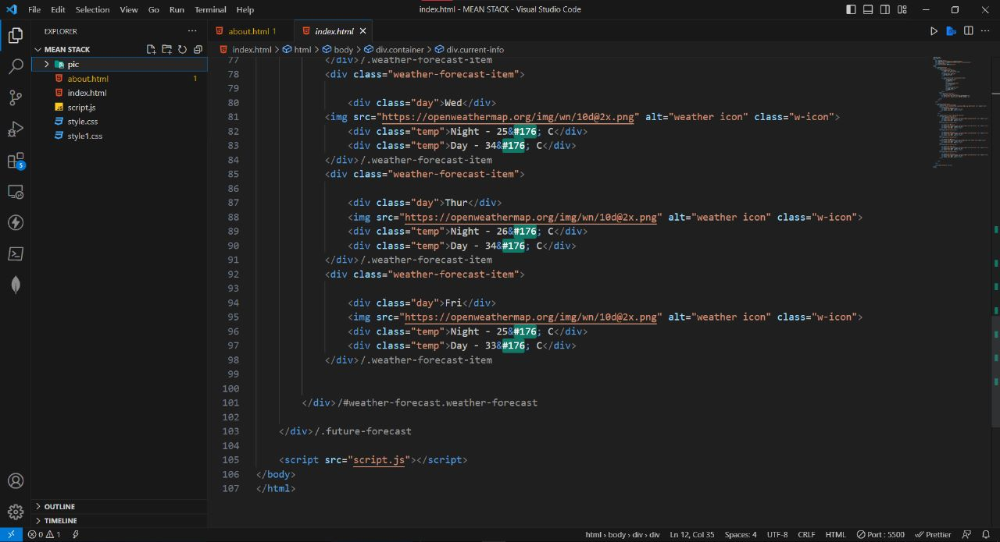 File Edit Selection View Go Run Terminal Help
index.html - MEAN STACK - Visual Studio Code
EXPLORER
MEAN STACK
pic
about.html 1
index.html
script.js
style.css
style1.css
OUTLINE
TIMELINE
5
about.html 1
index.html
index.html > html > body > div.container > div.current-info
77 </div>/.weather-forecast-item
78 <div class="weather-forecast-item">
79
80 <div class="day">Wed</div>
81 <img src="https://openweathermap.org/img/wn/10d@2x.png" alt="weather icon" class="w-icon">
82 <div class="temp">Night - 25&#176; C</div>
83 <div class="temp">Day - 34&#176; C</div>
84 </div>/.weather-forecast-item
85 <div class="weather-forecast-item">
86
87 <div class="day">Thur</div>
88 <img src="https://openweathermap.org/img/wn/10d@2x.png" alt="weather icon" class="w-icon">
89 <div class="temp">Night - 26&#176; C</div>
90 <div class="temp">Day - 34&#176; C</div>
91 </div>/.weather-forecast-item
92 <div class="weather-forecast-item">
93
94 <div class="day">Fri</div>
95 <img src="https://openweathermap.org/img/wn/10d@2x.png" alt="weather icon" class="w-icon">
96 <div class="temp">Night - 25&#176; C</div>
97 <div class="temp">Day - 33&#176; C</div>
98 </div>/.weather-forecast-item
99
100
101 </div>/#weather-forecast.weather-forecast
102
103 </div>/.future-forecast
104
105 <script src="script.js"></script>
106 </body>
107 </html>
0 1
html > body > div > div Ln 12, Col 35 Spaces: 4 UTF-8 CRLF HTML Port : 5500 Prettier